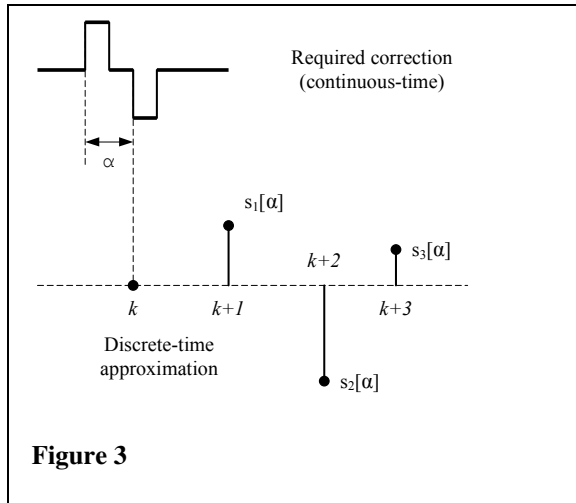 Required correction
(continuous-time)
α
s1[α]
k+2
s3[α]
k
k+1
k+3
Discrete-time
approximation
s2[α]
Figure 3